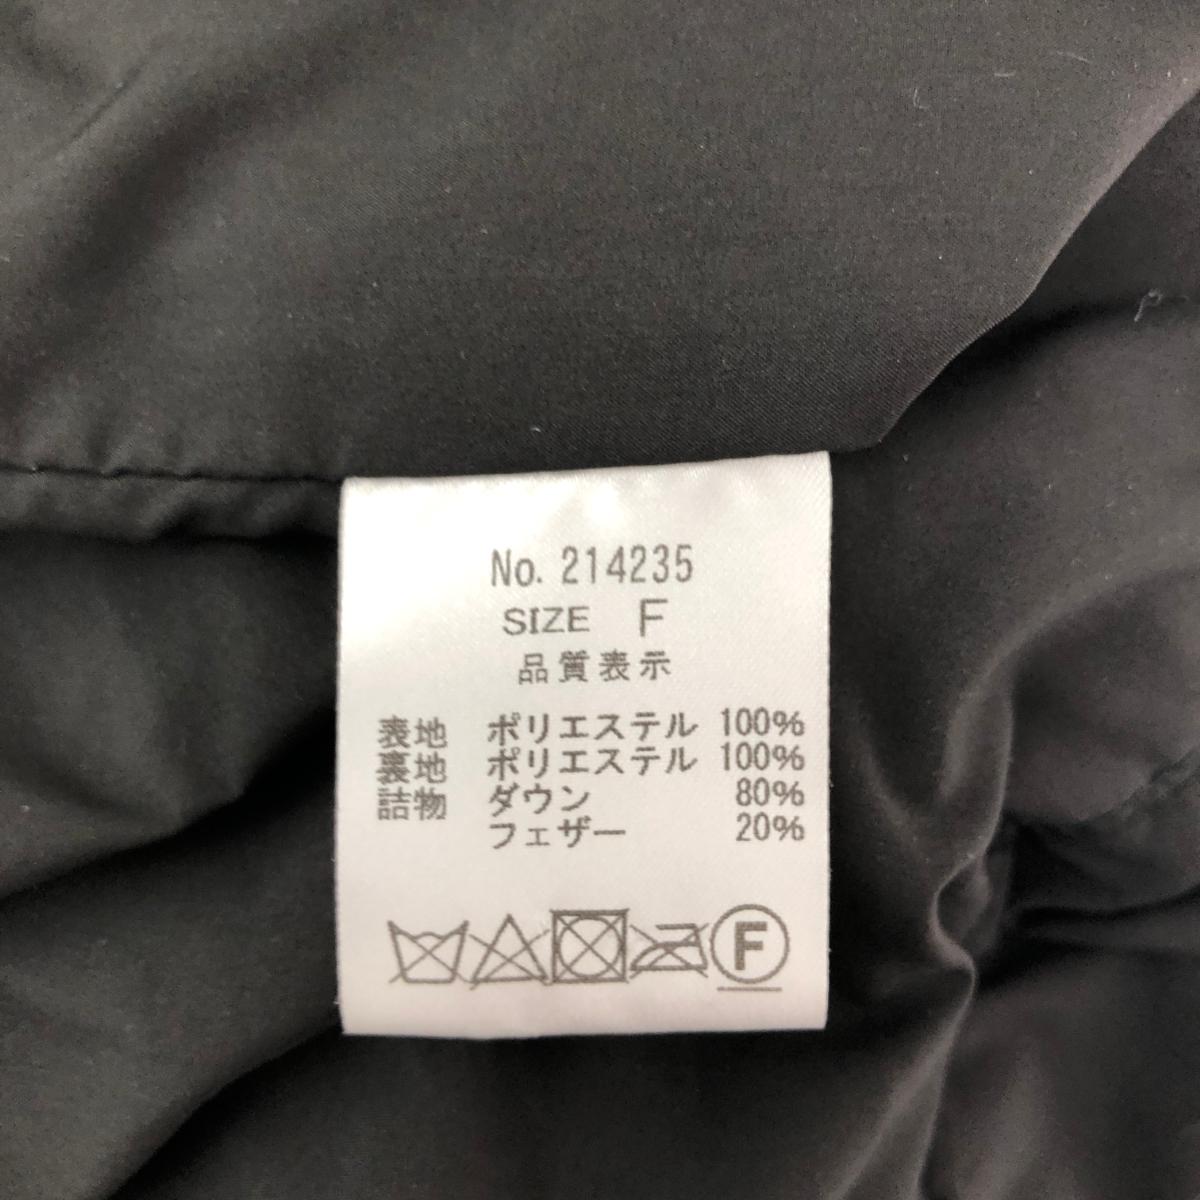 No. 214235
SIZE F
品質表示
表地 ポリエステル 100%
裏地 ポリエステル 100%
詰物 ダウン 80%
フェザー 20%
F